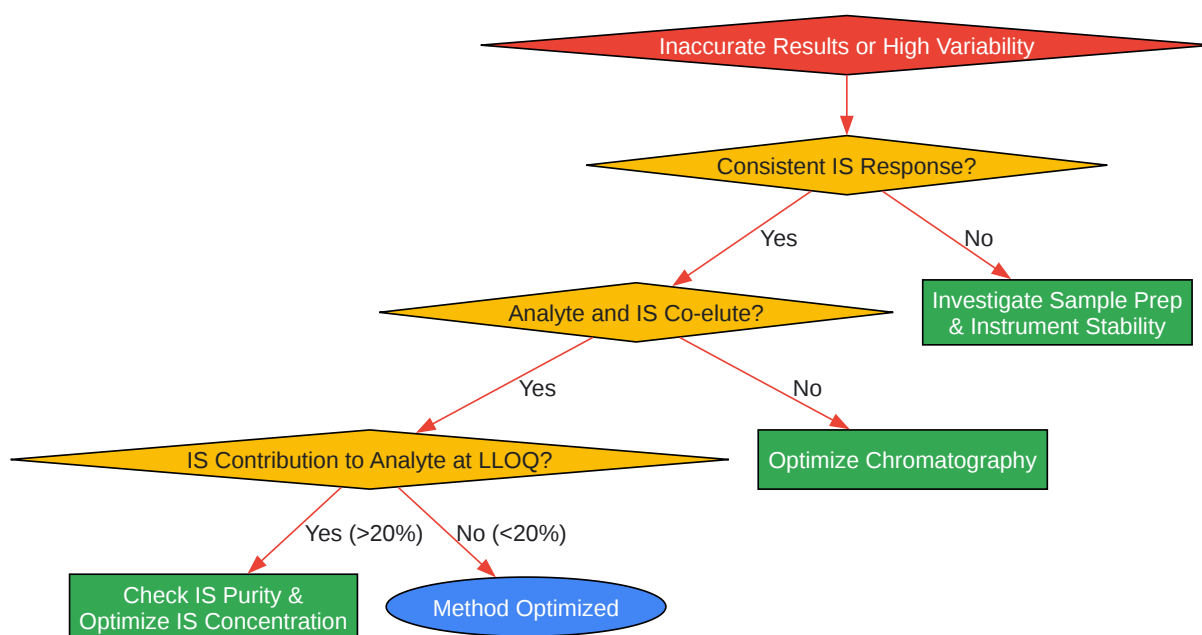 Inaccurate Results or High Variability
Consistent IS Response?
Yes
No
Analyte and IS Co-elute?
Investigate Sample Prep
& Instrument Stability
Yes
No
IS Contribution to Analyte at LLOQ?
Optimize Chromatography
Yes (>20%)
No (<20%)
Check IS Purity &
Optimize IS Concentration
Method Optimized